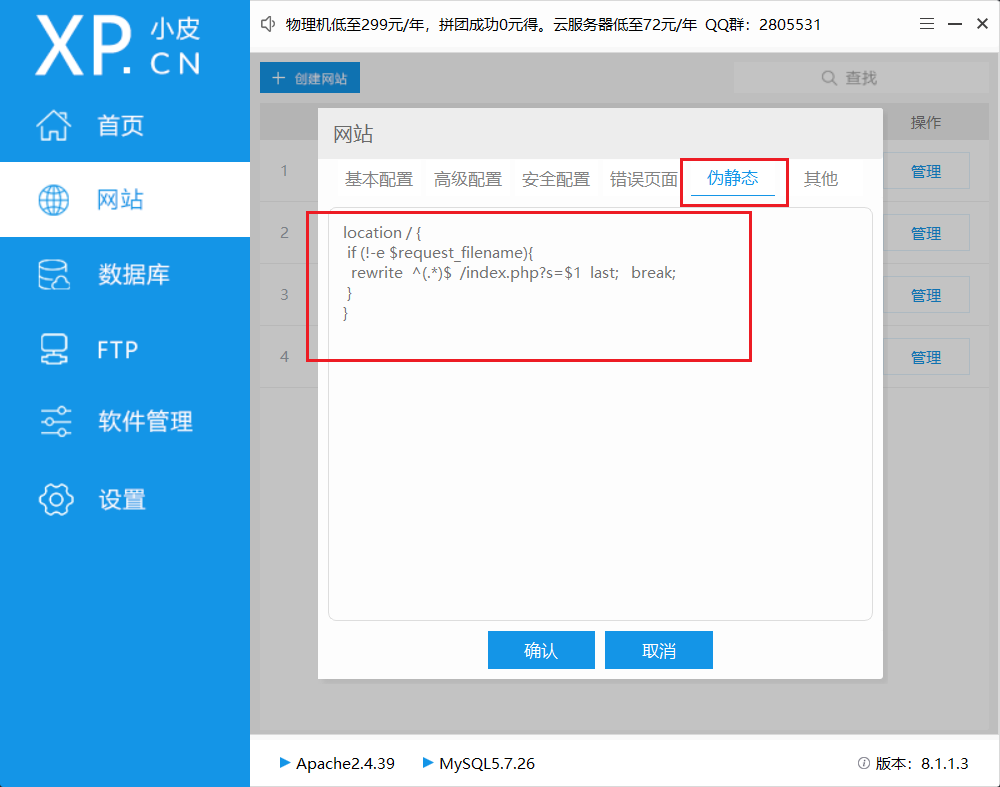 XP.CN 小皮
物理机低至299元/年，拼团成功0元得。云服务器低至72元/年 QQ群：2805531
首页
网站
数据库
FTP
软件管理
设置
创建网站
查找
操作
1
管理
2
管理
3
管理
4
管理
网站
基本配置 高级配置 安全配置 错误页面 伪静态 其他
location / {
if (!-e $request_filename){
rewrite ^(.*)$ /index.php?s=$1 last; break;
}
}
确认 取消
Apache2.4.39 MySQL5.7.26
版本：8.1.1.3